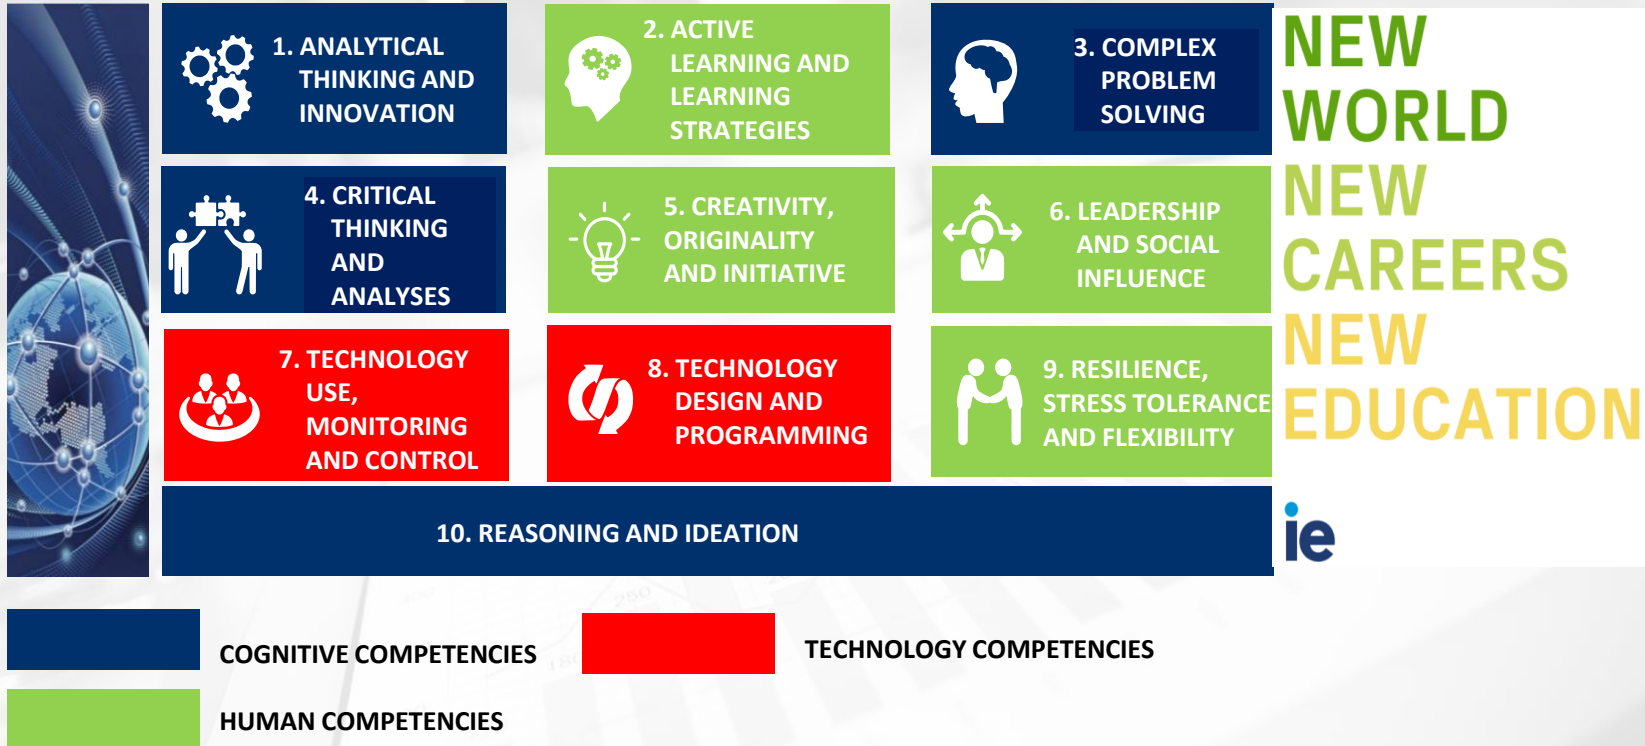 1. ANALYTICAL
THINKING AND
INNOVATION
2. ACTIVE
LEARNING AND
LEARNING
STRATEGIES
3. COMPLEX
PROBLEM
SOLVING
4. CRITICAL
THINKING
AND
ANALYSES
5. CREATIVITY,
ORIGINALITY
AND INITIATIVE
6. LEADERSHIP
AND SOCIAL
INFLUENCE
7. TECHNOLOGY
USE,
MONITORING
AND CONTROL
8. TECHNOLOGY
DESIGN AND
PROGRAMMING
9. RESILIENCE,
STRESS TOLERANCE
AND FLEXIBILITY
10. REASONING AND IDEATION
NEW
WORLD
NEW
CAREERS
NEW
EDUCATION
ie
250
180
COGNITIVE COMPETENCIES
TECHNOLOGY COMPETENCIES
HUMAN COMPETENCIES